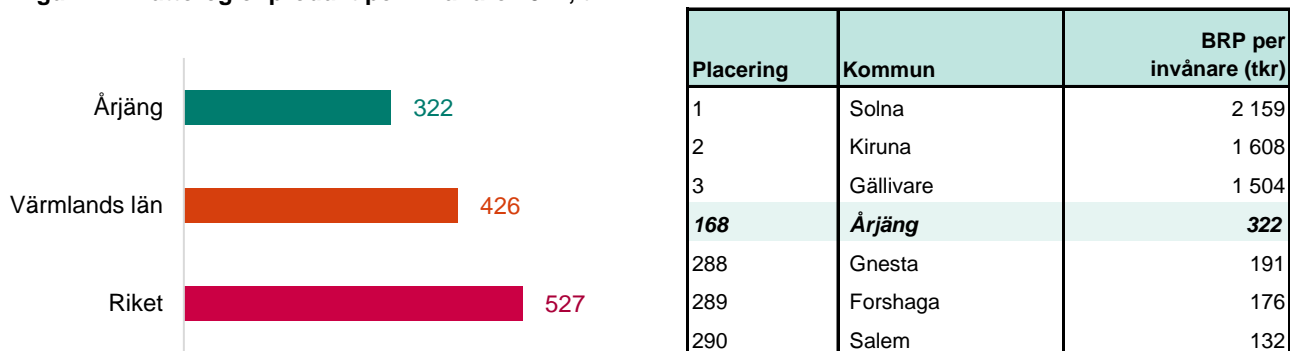 Årjäng 322
Värmlands län 426
Riket 527
Placering Kommun BRP per invånare (tkr)
1 Solna 2 159
2 Kiruna 1 608
3 Gällivare 1 504
168 Årjäng 322
288 Gnesta 191
289 Forshaga 176
290 Salem 132